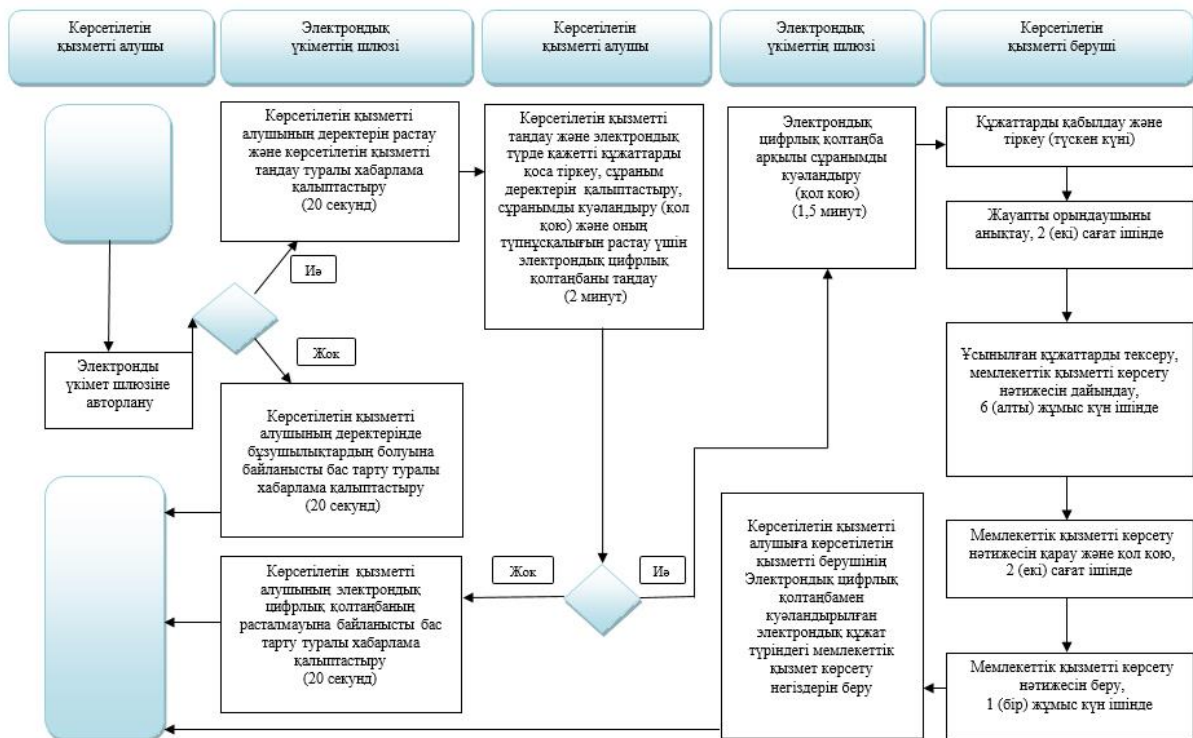 Көрсетілетін
қызметті алушы
Электрондық
үкіметтің шлюзі
Көрсетілетін
қызметті алушы
Электрондық
үкіметтің шлюзі
Көрсетілетін
қызметті беруші
Көрсетілетін қызметті
алушының деректерін растау
және көрсетілетін қызметті
таңдау туралы хабарлама
қалыптастыру
(20 секунд)
Көрсетілетін қызметті
таңдау және электрондық
түрде қажетті құжаттарды
қоса тіркеу, сұраным
деректерін қалыптастыру,
сұранымды куәландыру (қол
қою) және оның
түпнұсқалығын растау үшін
электрондық цифрлық
қолтаңбаны таңдау
(2 минут)
Электрондық
цифрлық қолтаңба
арқылы сұранымды
куәландыру
(қол қою)
(1,5 минут)
Құжаттарды қабылдау және
тіркеу (түскен күні)
Жауапты орындаушыны
анықтау, 2 (екі) сағат ішінде
Иә
Жок
Электронды
үкімет шлюзіне
авторлану
Ұсынылған құжаттарды тексеру,
мемлекеттік қызметті көрсету
нәтижесін дайындау,
6 (алты) жұмыс күн ішінде
Көрсетілетін қызметті
алушының деректерінде
бұзушылықтардың болуына
байланысты бас тарту туралы
хабарлама қалыптастыру
(20 секунд)
Көрсетілетін қызметті
алушыға көрсетілетін
қызметті берушінің
Электрондық цифрлық
қолтаңбамен
куәландырылған
электрондық құжат
түріндегі мемлекеттік
қызмет көрсету
негіздерін беру
Мемлекеттік қызметті көрсету
нәтижесін қарау және қол қою,
2 (екі) сағат ішінде
Жок
Иә
Көрсетілетін қызметті
алушының электрондық
цифрлық қолтаңбаның
расталмауына байланысты бас
тарту туралы хабарлама
қалыптастыру
(20 секунд)
Мемлекеттік қызметті көрсету
нәтижесін беру,
1 (бір) жұмыс күн ішінде